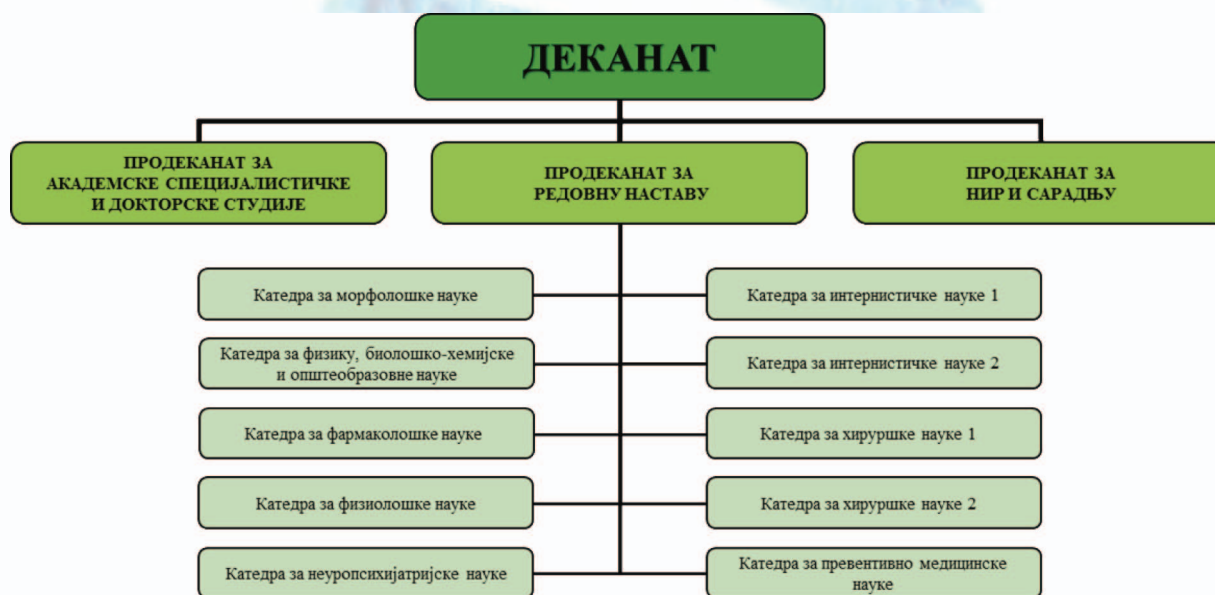 ДЕКАНАТ
ПРОДЕКАНАТ ЗА
АКАДЕМСКЕ СПЕЦИЈАЛИСТИЧКЕ
И ДОКТОРСКЕ СТУДИЈЕ
ПРОДЕКАНАТ ЗА
РЕДОВНУ НАСТАВУ
ПРОДЕКАНАТ ЗА
НИР И САРАДЊУ
Катедра за морфолошке науке
Катедра за интернистичке науке 1
Катедра за физику, биолошко-хемијске
и општеобразовне науке
Катедра за интернистичке науке 2
Катедра за фармаколошке науке
Катедра за хируршке науке 1
Катедра за физиолошке науке
Катедра за хируршке науке 2
Катедра за неуропсихијатријске науке
Катедра за превентивно медицинске
науке